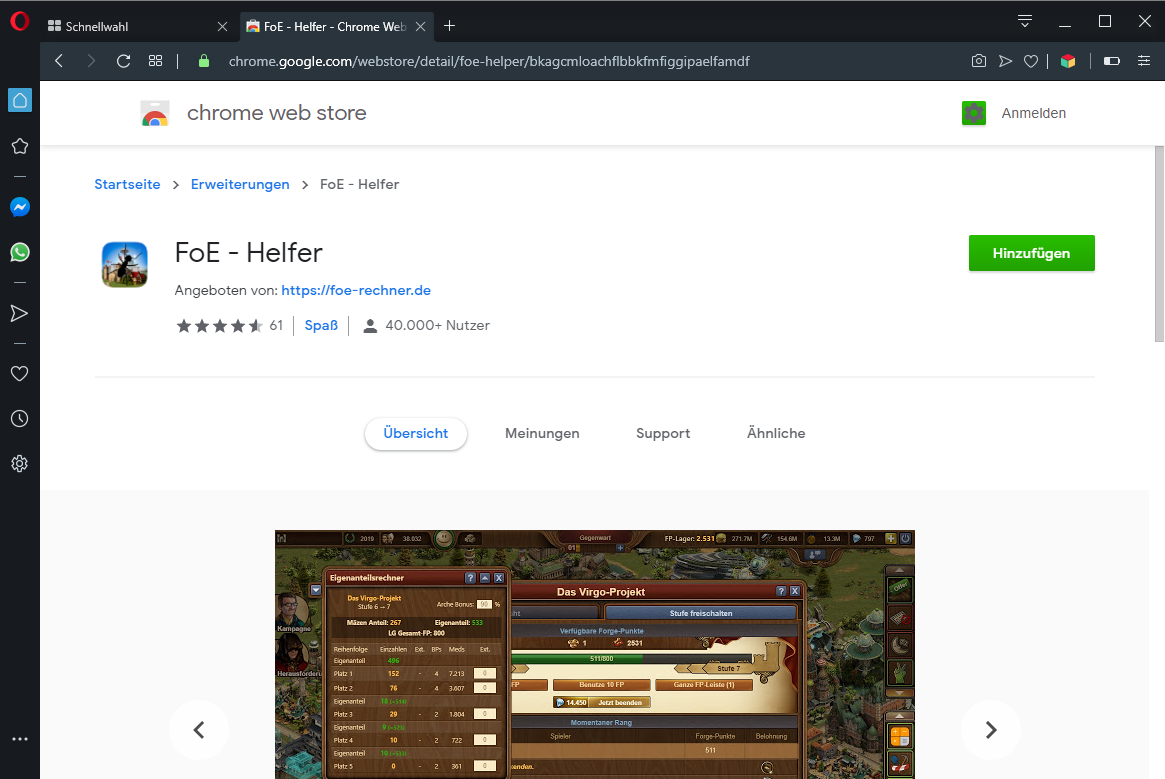 Schnellwahl
FoE - Helfer - Chrome Web
chrome.google.com/webstore/detail/foe-helper/bkagcmloachflbbkfmfiggipaelfamdf
chrome web store
Anmelden
Startseite > Erweiterungen > FoE - Helfer
FoE - Helfer
Hinzufügen
Angeboten von: https://foe-rechner.de
61 Spaß 40.000+ Nutzer
Übersicht Meinungen Support Ähnliche
2019 38.032 Gegenwart FP-Lager: 2.531 271.7M 154.6M 13.3M 797
01
Eigenanteilsrechner
Das Virgo-Projekt
Stufe 6 → 7
Arche Bonus: 90 %
Mäzen Anteil: 267 Eigenanteil: 533
LG Gesamt-FP: 800
Reihenfolge Einzahlen Ext. BPs Meds Ext.
Eigenanteil 496
Platz 1 152 - 4 7.213 0
Platz 2 76 - 4 3.607 0
Eigenanteil
Platz 3 29 - 2 1.804 0
Eigenanteil
Platz 4 10 - 2 722 0
Eigenanteil
Platz 5 0 - 2 361 0
Kampagne
Herausforderu
Das Virgo-Projekt
ht
Stufe freischalten
Verfügbare Forge-Punkte
1 2531
511/800
Stufe 7
FP
Benutze 10 FP
Ganze FP-Leiste (1)
14.450 Jetzt beenden
Momentaner Rang
Spieler Forge-Punkte Belohnung
511